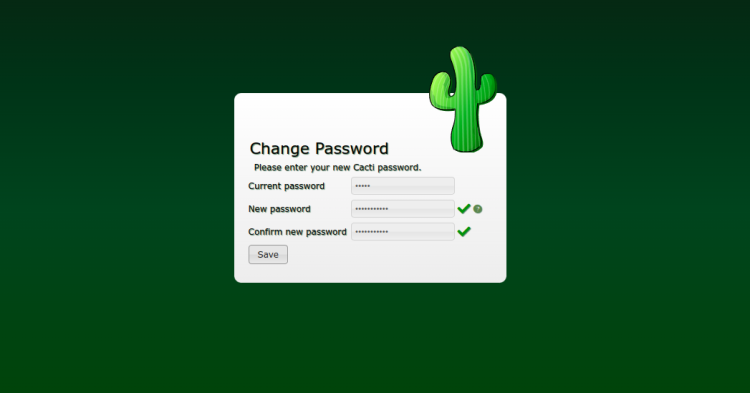 Change Password
Please enter your new Cacti password.
Current password •••••
New password ••••••••••• ?
Confirm new password •••••••••••
Save